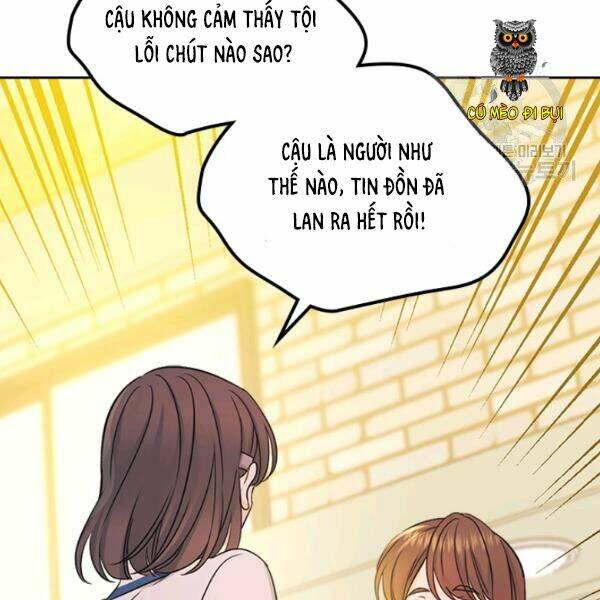 CẬU KHÔNG CẢM THẤY TỘI
LỖI CHÚT NÀO SAO?
CÚ MÈO ĐI BỤI
CẬU LÀ NGƯỜI NHƯ
THẾ NÀO, TIN ĐỒN ĐÃ
LAN RA HẾT RỒI!